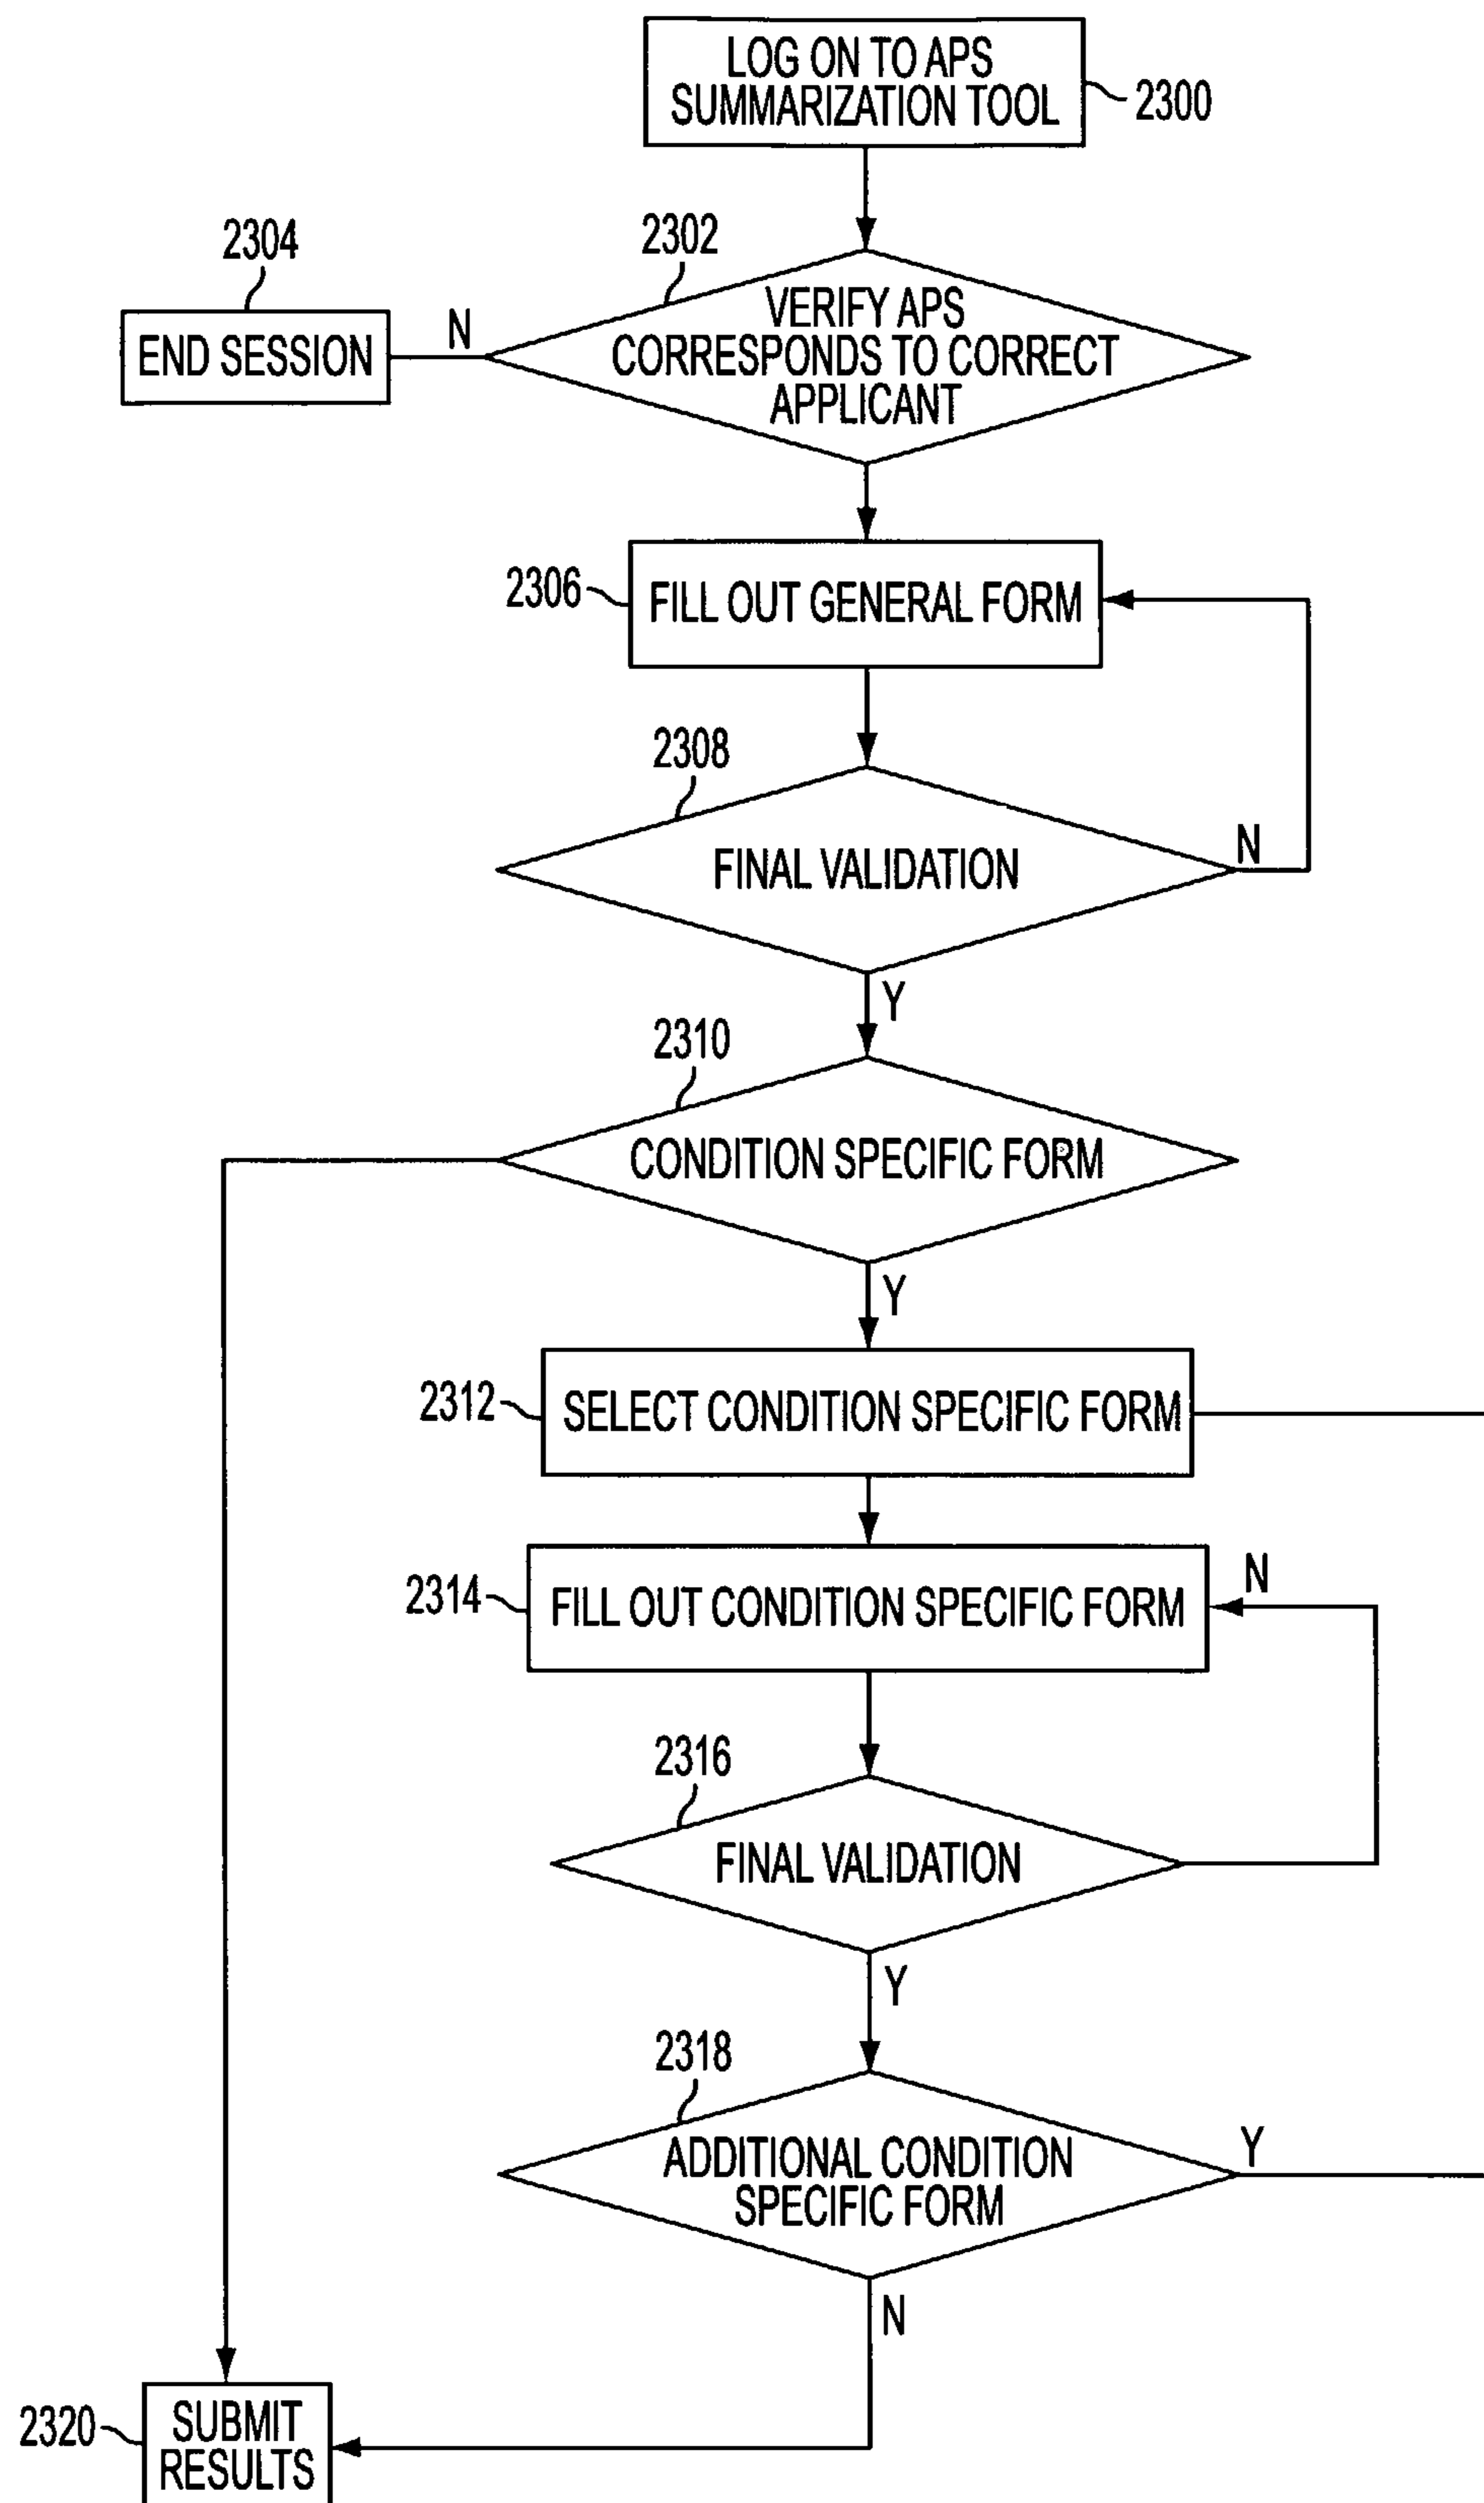 LOG ON TO APS
SUMMARIZATION TOOL
2300
2302
2304
VERIFY APS
CORRESPONDS TO CORRECT
APPLICANT
N
END SESSION
2306
FILL OUT GENERAL FORM
2308
FINAL VALIDATION
N
Y
2310
CONDITION SPECIFIC FORM
Y
2312
SELECT CONDITION SPECIFIC FORM
2314
FILL OUT CONDITION SPECIFIC FORM
N
2316
FINAL VALIDATION
Y
2318
ADDITIONAL CONDITION
SPECIFIC FORM
Y
N
2320
SUBMIT
RESULTS